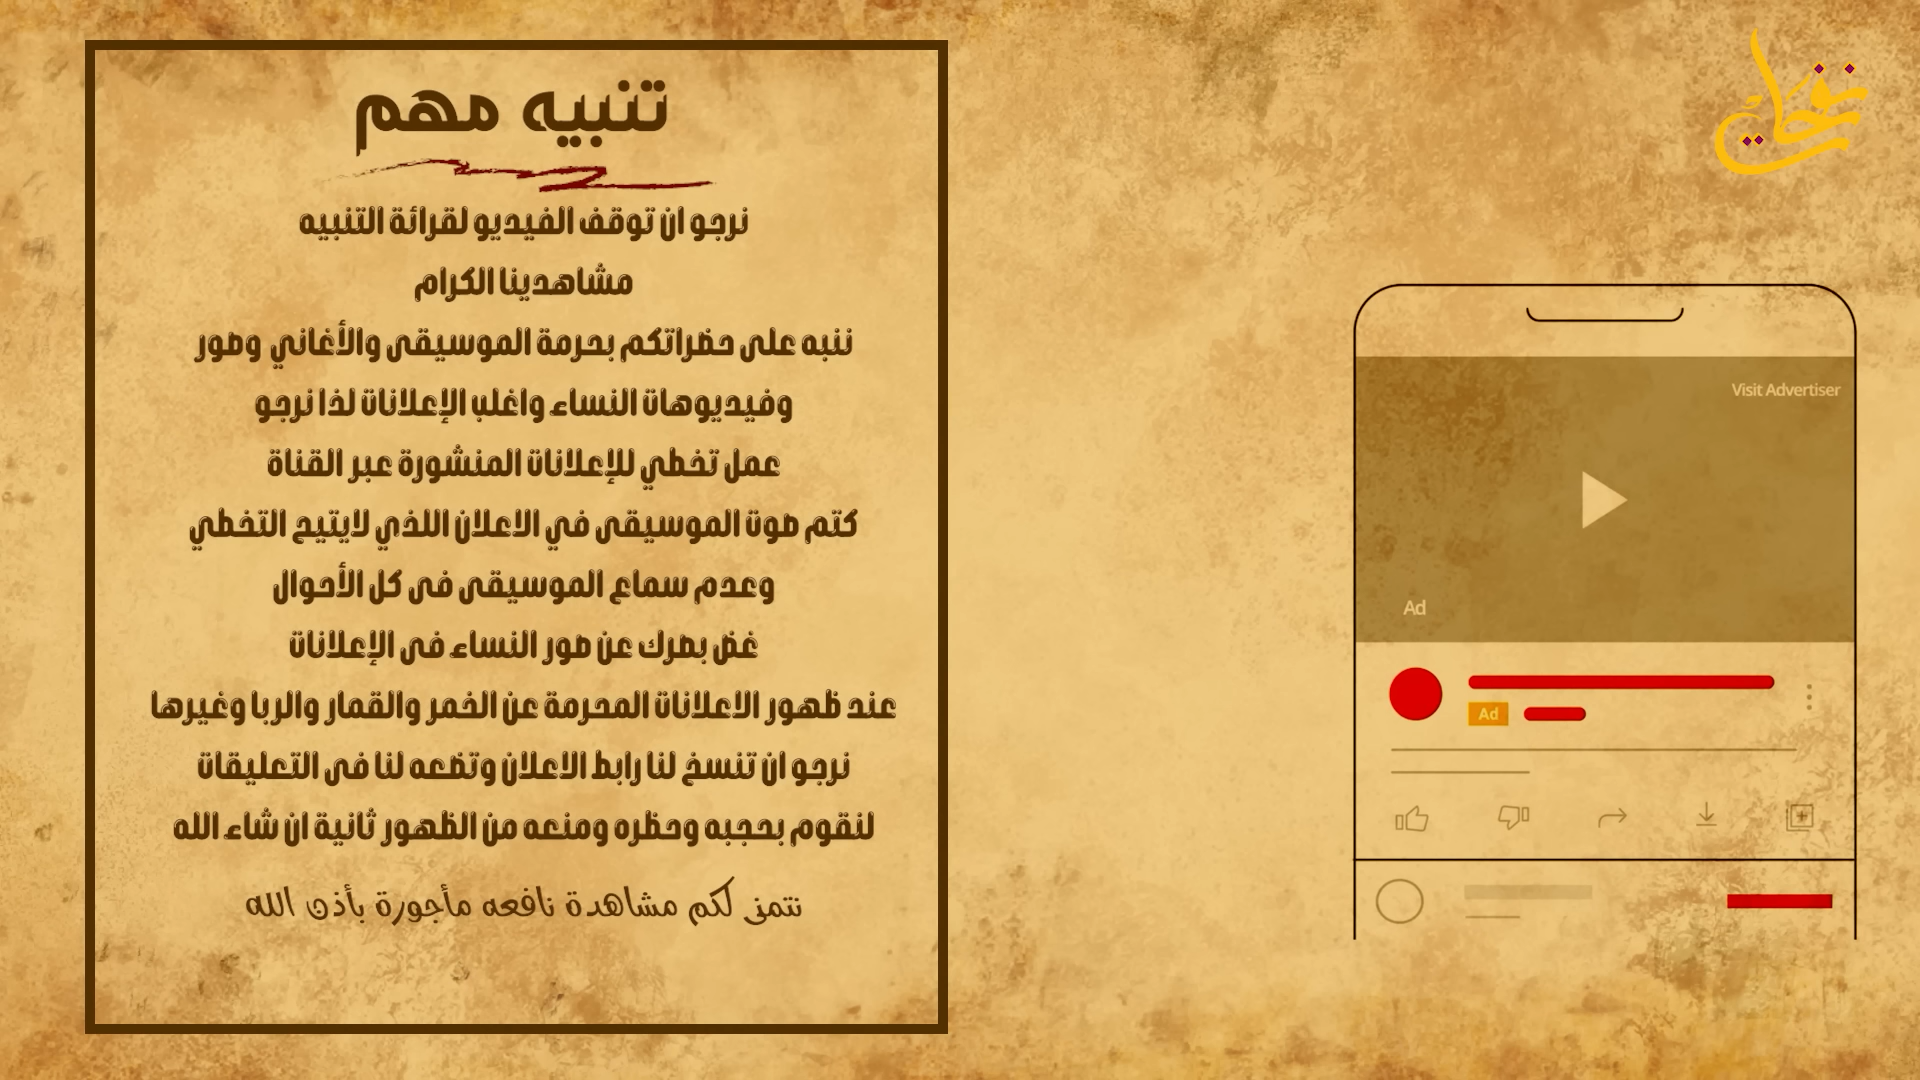 تنبيه مهم
نرجو ان توقف الفيديو لقرائة التنبيه
مشاهدينا الكرام
ننبه على حضراتكم بحرمة الموسيقى والأغاني وصور
وفيديوهات النساء واغلب الإعلانات لذا نرجو
عمل تخطي للإعلانات المنشورة عبر القناة
كتم صوت الموسيقى في الاعلان اللذي لايتيح التخطي
وعدم سماع الموسيقى فى كل الأحوال
غض بصرك عن صور النساء فى الإعلانات
عند ظهور الاعلانات المحرمة عن الخمر والقمار والربا وغيرها
نرجو ان تنسخ لنا رابط الاعلان وتضعه لنا فى التعليقات
لنقوم بحجبه وحظره ومنعه من الظهور ثانية ان شاء الله
نتمنى لكم مشاهدة نافعه مأجورة بأذن الله
نفحات
Visit Advertiser
Ad
Ad